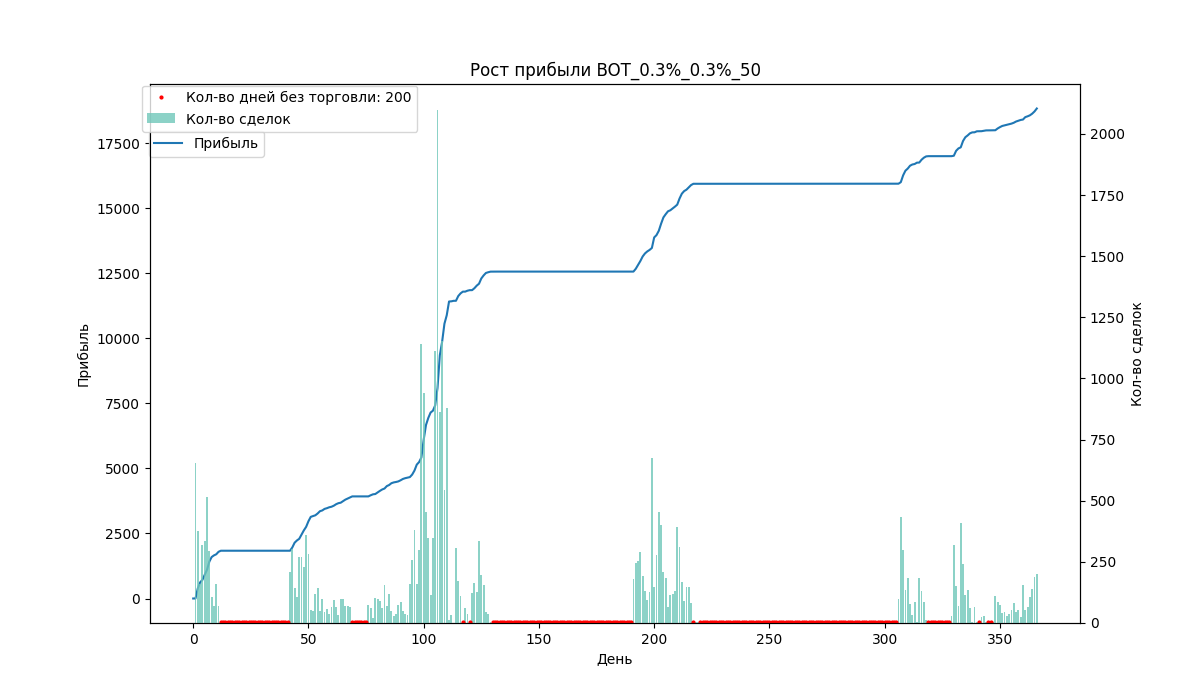 Рост прибыли BOT_0.3%_0.3%_50
Кол-во дней без торговли: 200
Кол-во сделок
Прибыль
17500
15000
12500
10000
7500
5000
2500
0
Прибыль
2000
1750
1500
1250
1000
750
500
250
0
Кол-во сделок
0 50 100 150 200 250 300 350
День